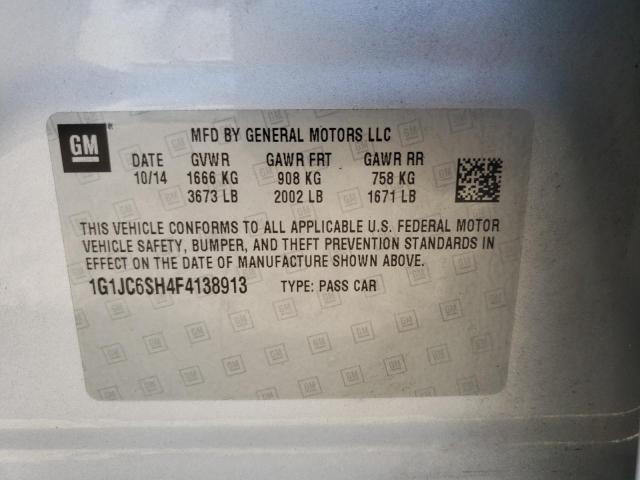 GM
MFD BY GENERAL MOTORS LLC
DATE GVWR GAWR FRT GAWR RR
10/14 1666 KG 908 KG 758 KG
3673 LB 2002 LB 1671 LB
THIS VEHICLE CONFORMS TO ALL APPLICABLE U.S. FEDERAL MOTOR
VEHICLE SAFETY, BUMPER, AND THEFT PREVENTION STANDARDS IN
EFFECT ON THE DATE OF MANUFACTURE SHOWN ABOVE.
1G1JC6SH4F4138913 TYPE: PASS CAR